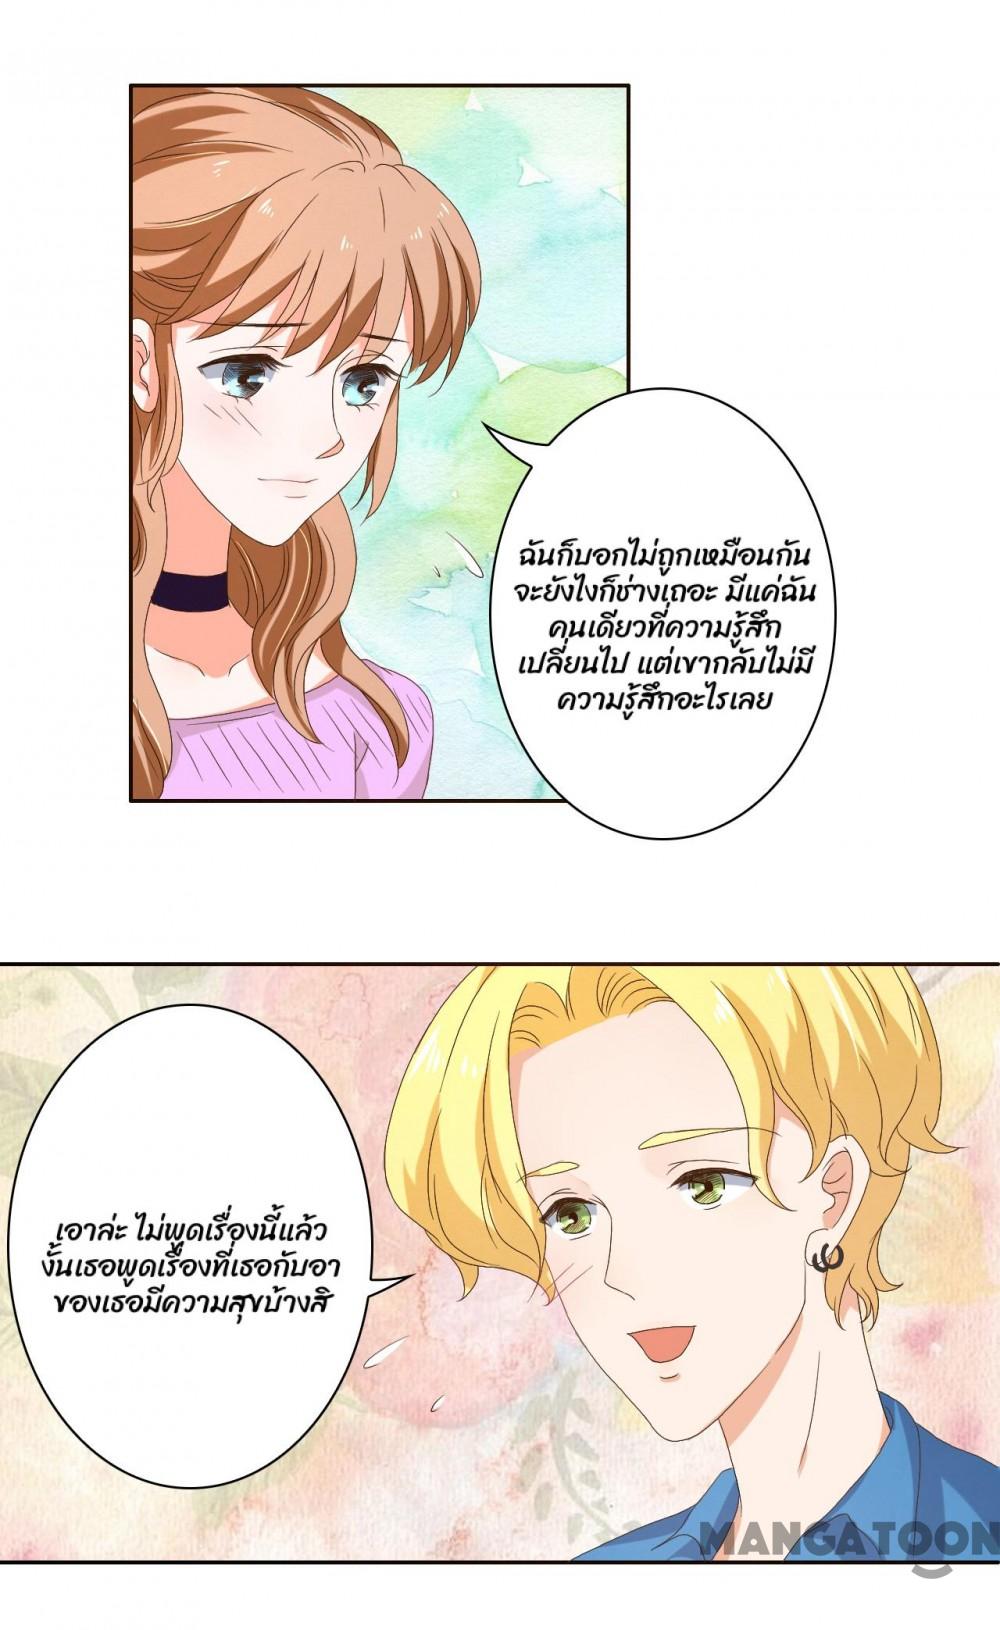 ฉันก็บอกไม่ถูกเหมือนกัน
จะยังไงก็ช่างเถอะ มีแค่ฉัน
คนเดียวที่ความรู้สึก
เปลี่ยนไป แต่เขากลับไม่มี
ความรู้สึกอะไรเลย
เอาล่ะ ไม่พูดเรื่องนี้แล้ว
งั้นเธอพูดเรื่องที่เธอกับอา
ของเธอมีความสุขบ้างสิ
MANGATOON